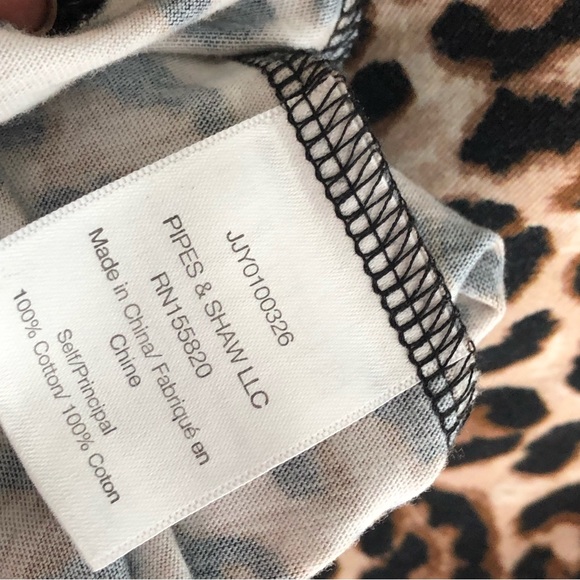 JJY0100326
PIPES & SHAW LLC
RN155820
Made in China/ Fabriqué en
Chine
Self/Principal
100% Cotton/ 100% Coton